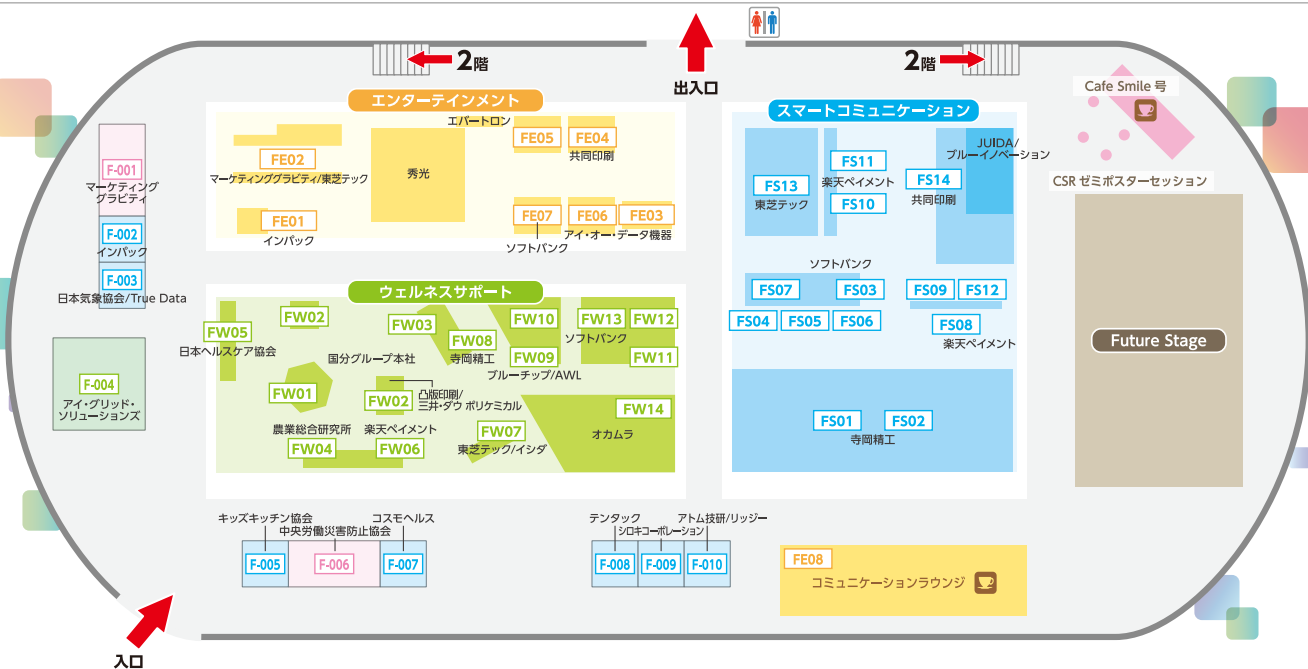 2階
出入口
2階
Cafe Smile 号
CSR ゼミポスターセッション
エンターテインメント
エバートロン
FE05
FE04
共同印刷
FE02
マーケティンググラビティ/東芝テック
秀光
FE01
インパック
FE07
FE06
FE03
ソフトバンク
アイ・オー・データ機器
スマートコミュニケーション
JUIDA/
ブルーイノベーション
FS11
楽天ペイメント
FS10
FS13
東芝テック
FS14
共同印刷
ソフトバンク
FS07
FS03
FS09
FS12
FS04
FS05
FS06
FS08
楽天ペイメント
FS01
FS02
寺岡精工
F-001
マーケティング
グラビティ
F-002
インパック
F-003
日本気象協会/True Data
F-004
アイ・グリッド・
ソリューションズ
ウェルネスサポート
FW05
日本ヘルスケア協会
FW02
FW03
FW08
寺岡精工
FW10
FW09
ブルーチップ/AWL
FW13
FW12
ソフトバンク
FW11
国分グループ本社
FW01
FW02
凸版印刷/
三井・ダウ ポリケミカル
FW14
オカムラ
農業総合研究所
FW04
楽天ペイメント
FW06
FW07
東芝テック/イシダ
Future Stage
キッズキッチン協会
中央労働災害防止協会
コスモヘルス
F-005
F-006
F-007
テンタック
シロキコーポレーション
アトム技研/リッジー
F-008
F-009
F-010
FE08
コミュニケーションラウンジ
入口